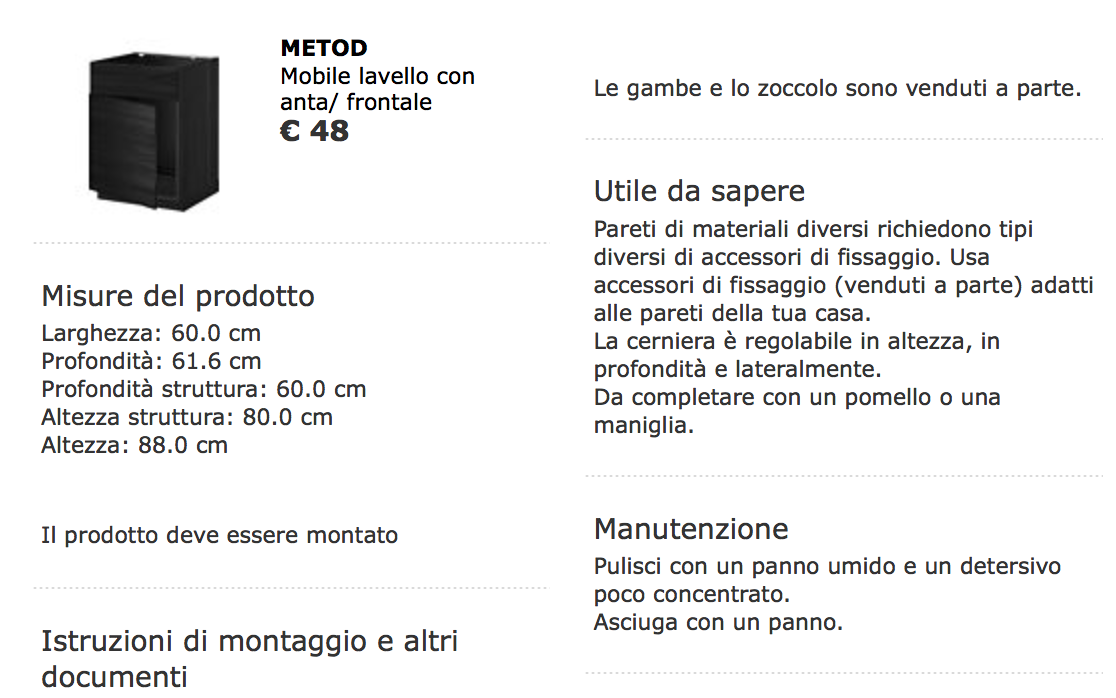 METOD
Mobile lavello con
anta/ frontale
€ 48
Misure del prodotto
Larghezza: 60.0 cm
Profondità: 61.6 cm
Profondità struttura: 60.0 cm
Altezza struttura: 80.0 cm
Altezza: 88.0 cm
Il prodotto deve essere montato
Istruzioni di montaggio e altri
documenti
Le gambe e lo zoccolo sono venduti a parte.
Utile da sapere
Pareti di materiali diversi richiedono tipi
diversi di accessori di fissaggio. Usa
accessori di fissaggio (venduti a parte) adatti
alle pareti della tua casa.
La cerniera è regolabile in altezza, in
profondità e lateralmente.
Da completare con un pomello o una
maniglia.
Manutenzione
Pulisci con un panno umido e un detersivo
poco concentrato.
Asciuga con un panno.